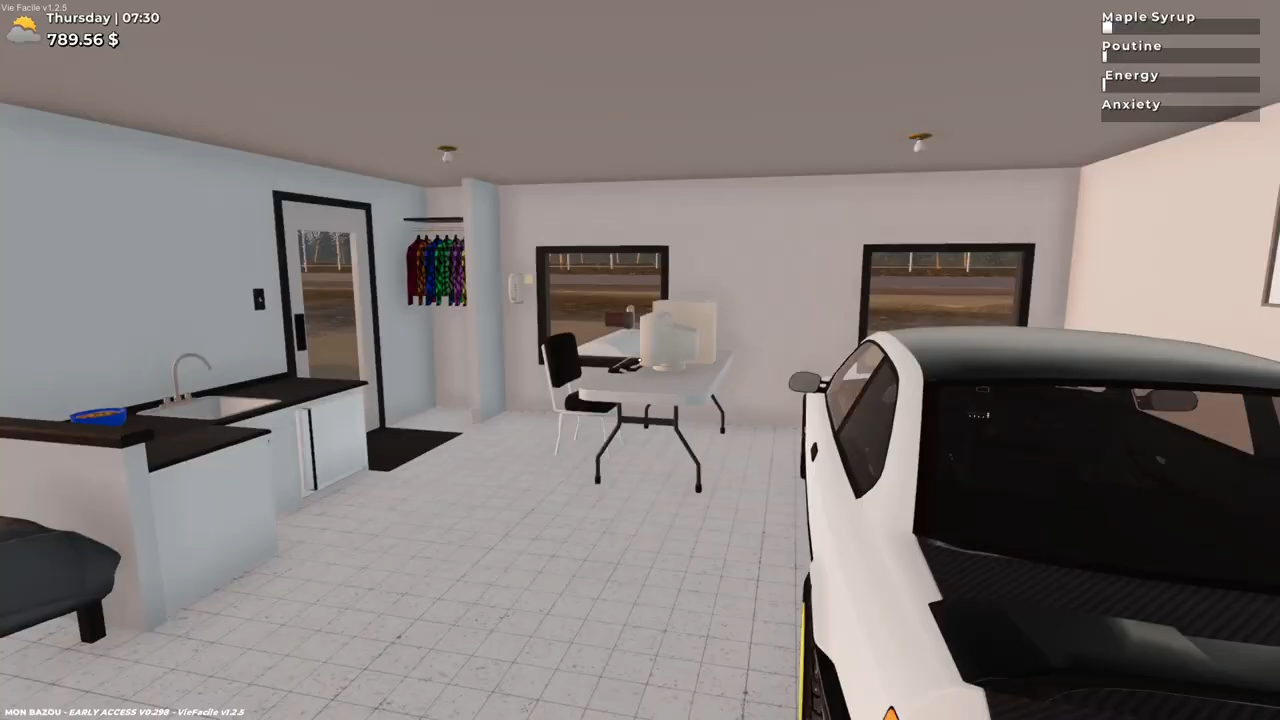 Vie Facile v1.2.5
Thursday | 07:30
789.56 $
Maple Syrup
Poutine
Energy
Anxiety
MON BAZOU - EARLY ACCESS V0.298 - VieFacile v1.2.5